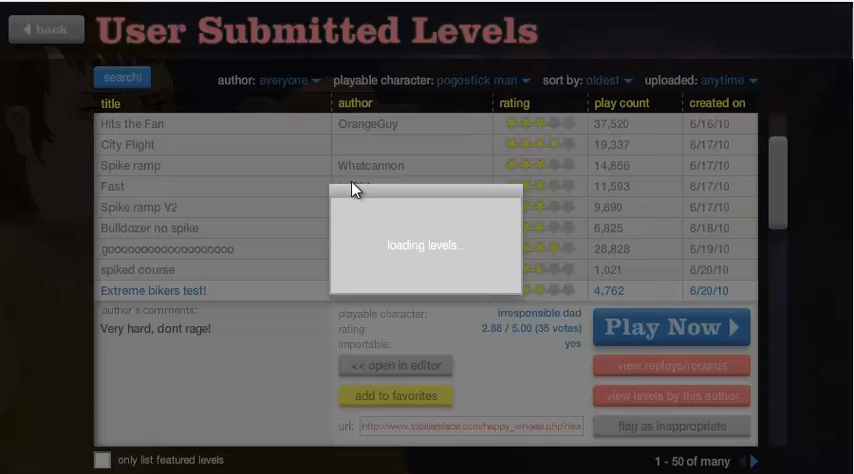 back
User Submitted Levels
search!
author: everyone playable character: pogostick man sort by: oldest uploaded: anytime
title author rating play count created on
Hits the Fan OrangeGuy 37,520 6/16/10
City Flight 19,337 6/17/10
Spike ramp Whatcannon 14,856 6/17/10
Fast 11,593 6/17/10
Spike ramp V2 9,890 6/17/10
Bulldozer no spike 6,825 6/18/10
28,828 6/19/10
loading levels...
spiked course 1,021 6/20/10
Extreme bikers test! 4,762 6/20/10
author's comments:
Very hard, dont rage!
playable character: irresponsible dad
rating: 2.88 / 5.00 (35 votes)
importable: yes
Play Now
<< open in editor
view replays/records
add to favorites
view levels by this author
url: http://www.totaljerkface.com/happy_wheels.php?lev
flag as inappropriate
only list featured levels
1 - 50 of many